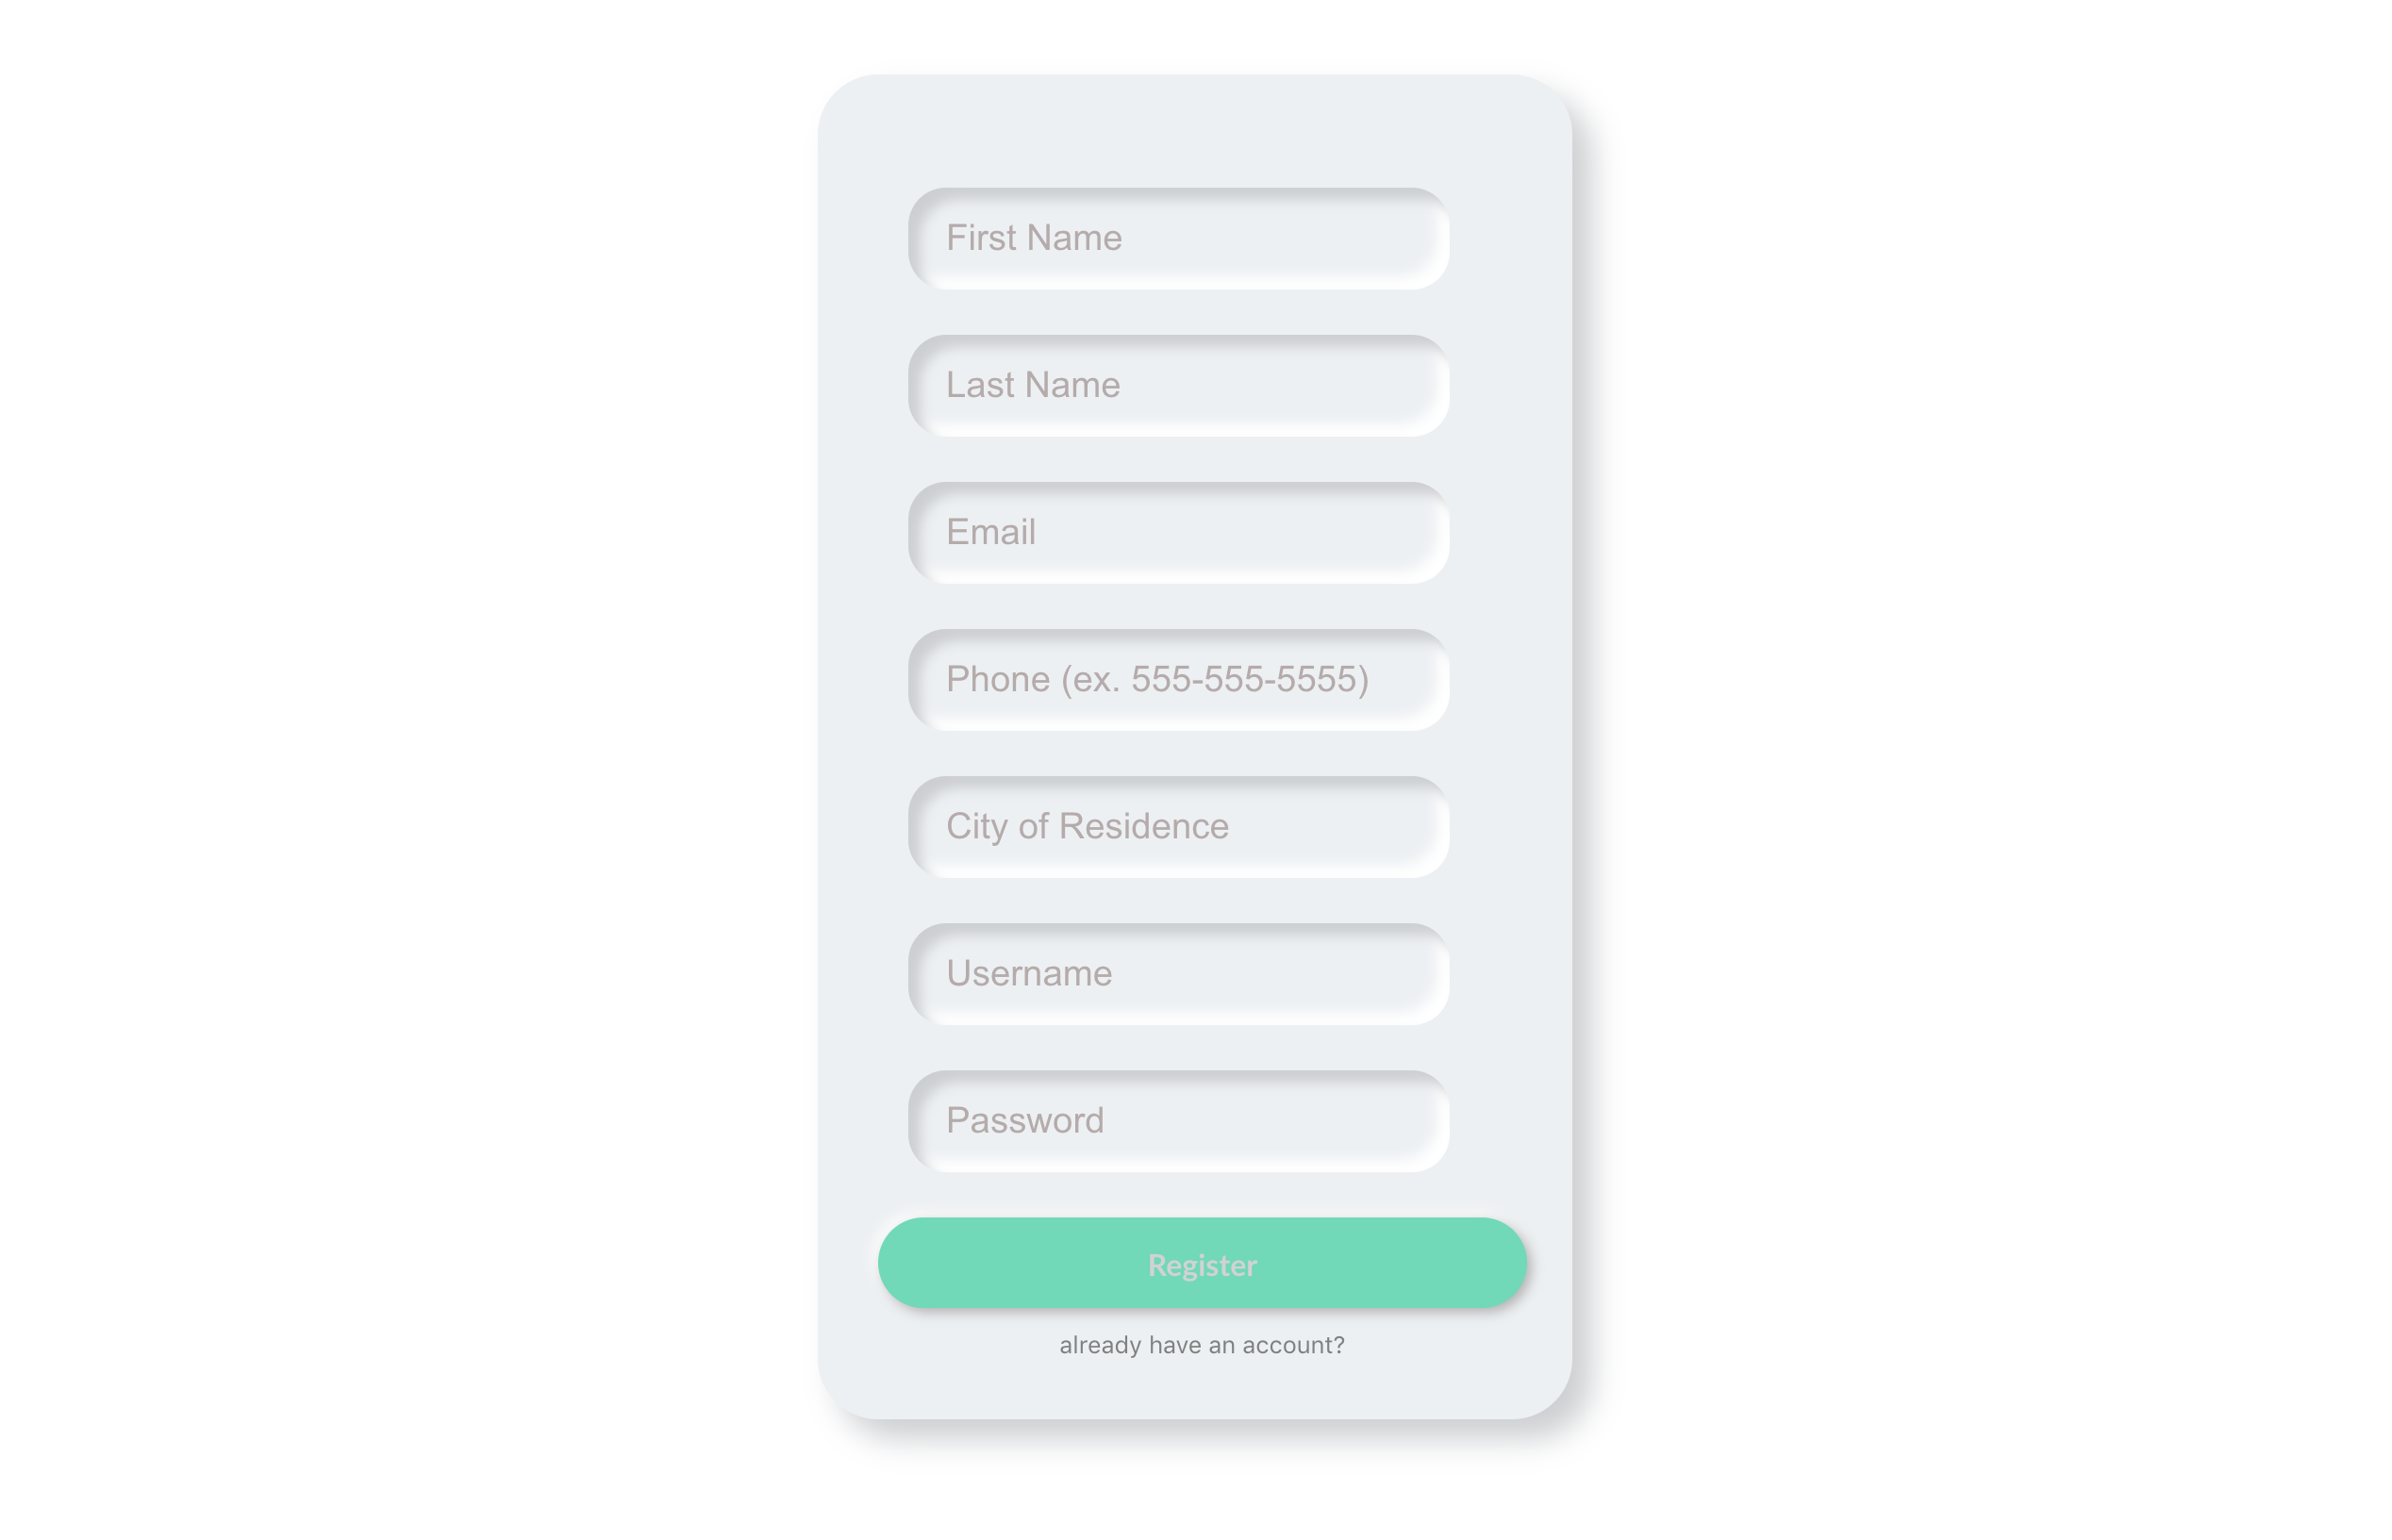 First Name
Last Name
Email
Phone (ex. 555-555-5555)
City of Residence
Username
Password
Register
already have an account?